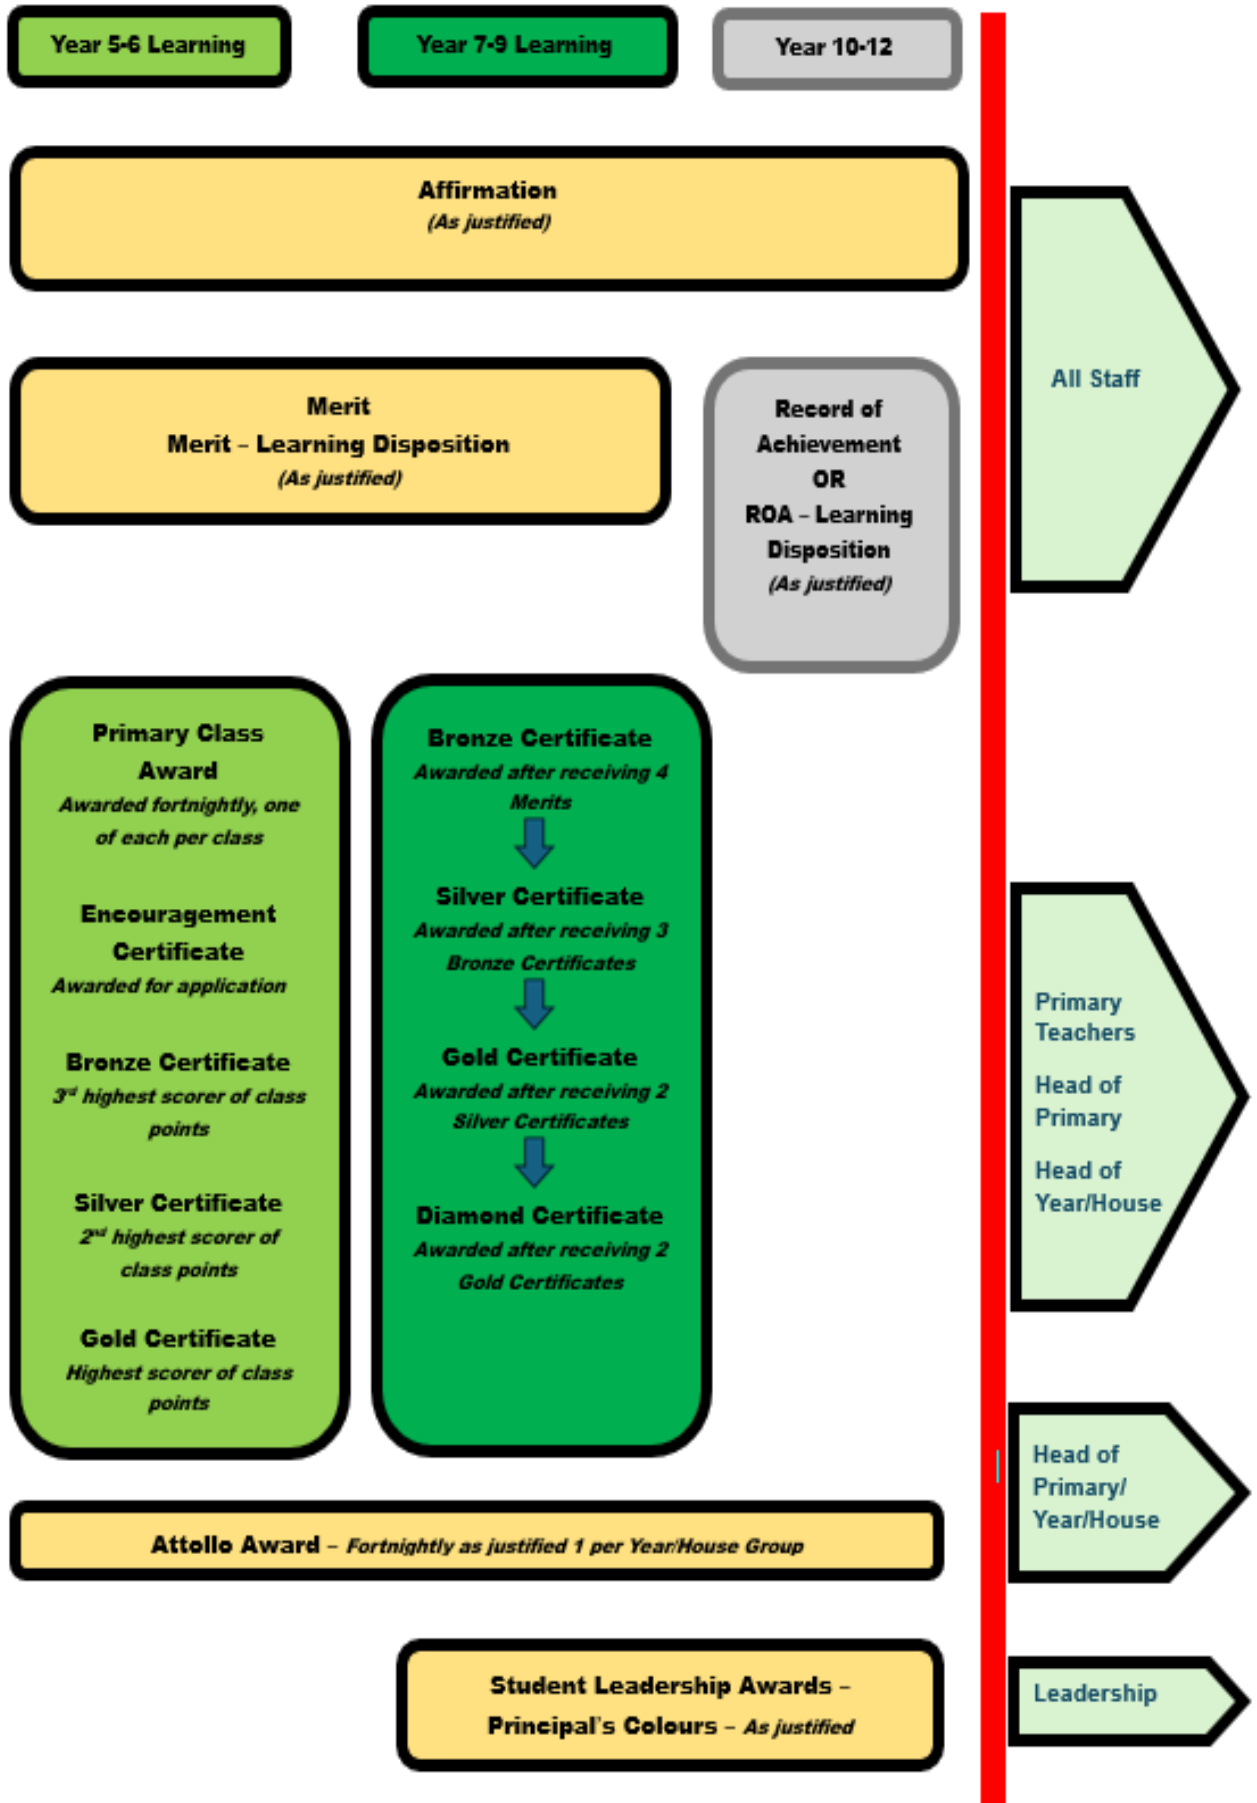 Year 5-6 Learning
Year 7-9 Learning
Year 10-12
Affirmation
(As justified)
All Staff
Merit
Merit – Learning Disposition
(As justified)
Record of
Achievement
OR
ROA – Learning
Disposition
(As justified)
Primary Class
Award
Awarded fortnightly, one
of each per class
Encouragement
Certificate
Awarded for application
Bronze Certificate
3rd highest scorer of class
points
Silver Certificate
2nd highest scorer of
class points
Gold Certificate
Highest scorer of class
points
Bronze Certificate
Awarded after receiving 4
Merits
Silver Certificate
Awarded after receiving 3
Bronze Certificates
Gold Certificate
Awarded after receiving 2
Silver Certificates
Diamond Certificate
Awarded after receiving 2
Gold Certificates
Primary
Teachers
Head of
Primary
Head of
Year/House
Attollo Award – Fortnightly as justified 1 per Year/House Group
Head of
Primary/
Year/House
Student Leadership Awards –
Principal's Colours – As justified
Leadership